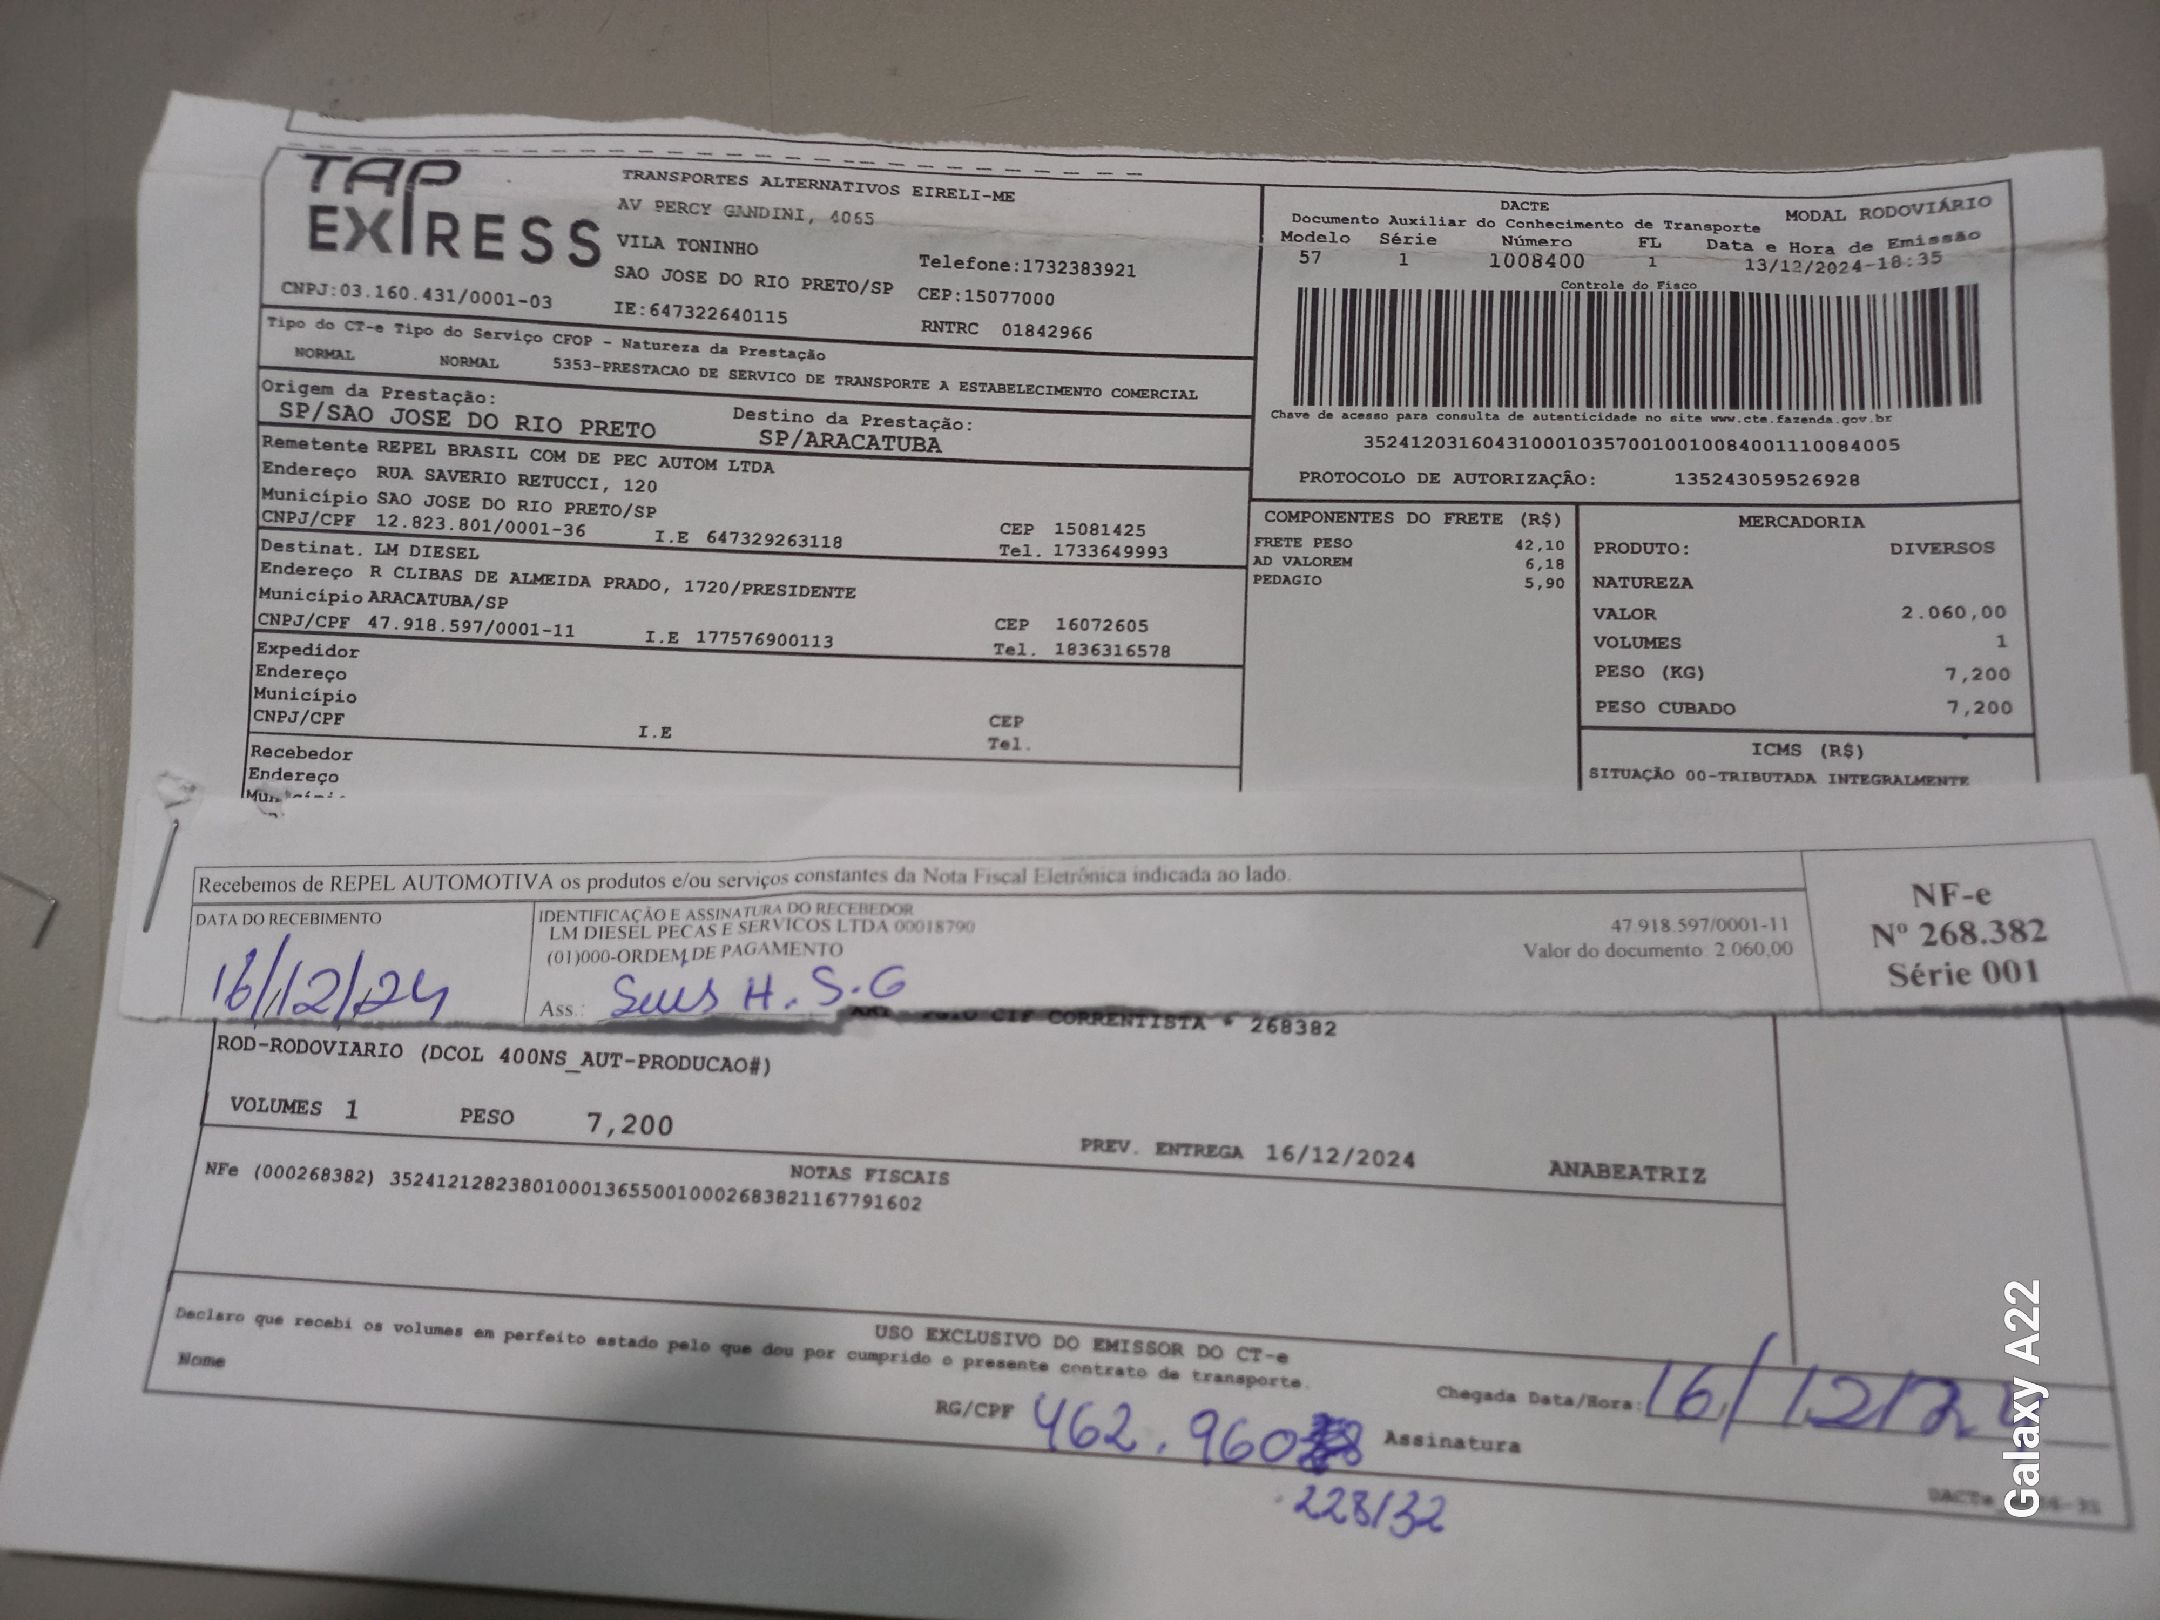 TAP
EXPRESS
TRANSPORTES ALTERNATIVOS EIRELI-ME
AV PERCY GANDINI, 4065
VILA TONINHO
Telefone:1732383921
SAO JOSE DO RIO PRETO/SP
CEP:15077000
CNPJ:03.160.431/0001-03
IE:647322640115
RNTRC 01842966
DACTE
MODAL RODOVIÁRIO
Documento Auxiliar do Conhecimento de Transporte
Modelo Série Número FL Data e Hora de Emissão
57 1 1008400 1 13/12/2024-18:35
Controle do Fisco
Chave de acesso para consulta de autenticidade no site www.cte.fazenda.gov.br
35241203160431000103570010010084001110084005
PROTOCOLO DE AUTORIZAÇÃO: 135243059526928
Tipo do CT-e Tipo do Serviço CFOP - Natureza da Prestação
NORMAL NORMAL 5353-PRESTACAO DE SERVICO DE TRANSPORTE A ESTABELECIMENTO COMERCIAL
Origem da Prestação: Destino da Prestação:
SP/SAO JOSE DO RIO PRETO SP/ARACATUBA
Remetente REPEL BRASIL COM DE PEC AUTOM LTDA
Endereço RUA SAVERIO RETUCCI, 120
Município SAO JOSE DO RIO PRETO/SP
CEP 15081425
CNPJ/CPF 12.823.801/0001-36 I.E 647329263118 Tel. 1733649993
Destinat. LM DIESEL
Endereço R CLIBAS DE ALMEIDA PRADO, 1720/PRESIDENTE
Município ARACATUBA/SP
CEP 16072605
CNPJ/CPF 47.918.597/0001-11 I.E 177576900113 Tel. 1836316578
Expedidor
Endereço
Município
CEP
CNPJ/CPF I.E Tel.
Recebedor
Endereço
COMPONENTES DO FRETE (R$)
FRETE PESO 42,10
AD VALOREM 6,18
PEDAGIO 5,90
MERCADORIA
PRODUTO: DIVERSOS
NATUREZA
VALOR 2.060,00
VOLUMES 1
PESO (KG) 7,200
PESO CUBADO 7,200
ICMS (R$)
SITUAÇÃO 00-TRIBUTADA INTEGRALMENTE
Recebemos de REPEL AUTOMOTIVA os produtos e/ou serviços constantes da Nota Fiscal Eletrônica indicada ao lado.
DATA DO RECEBIMENTO
16/12/24
IDENTIFICAÇÃO E ASSINATURA DO RECEBEDOR
LM DIESEL PECAS E SERVICOS LTDA 00018790
47.918.597/0001-11
(01)000-ORDEM DE PAGAMENTO
Valor do documento 2.060,00
Ass.: H.S.G
NF-e
Nº 268.382
Série 001
CIF CORRENTISTA * 268382
ROD-RODOVIARIO (DCOL 400NS_AUT-PRODUCAO#)
VOLUMES 1 PESO 7,200
PREV. ENTREGA 16/12/2024 ANABEATRIZ
NOTAS FISCAIS
NFe (000268382) 35241212823801000136550010002683821167791602
USO EXCLUSIVO DO EMISSOR DO CT-e
Declaro que recebi os volumes em perfeito estado pelo que dou por cumprido o presente contrato de transporte.
Nome
RG/CPF 462.960
Chegada Data/Hora: 16/12/24
Assinatura
.228/32
Galaxy A22